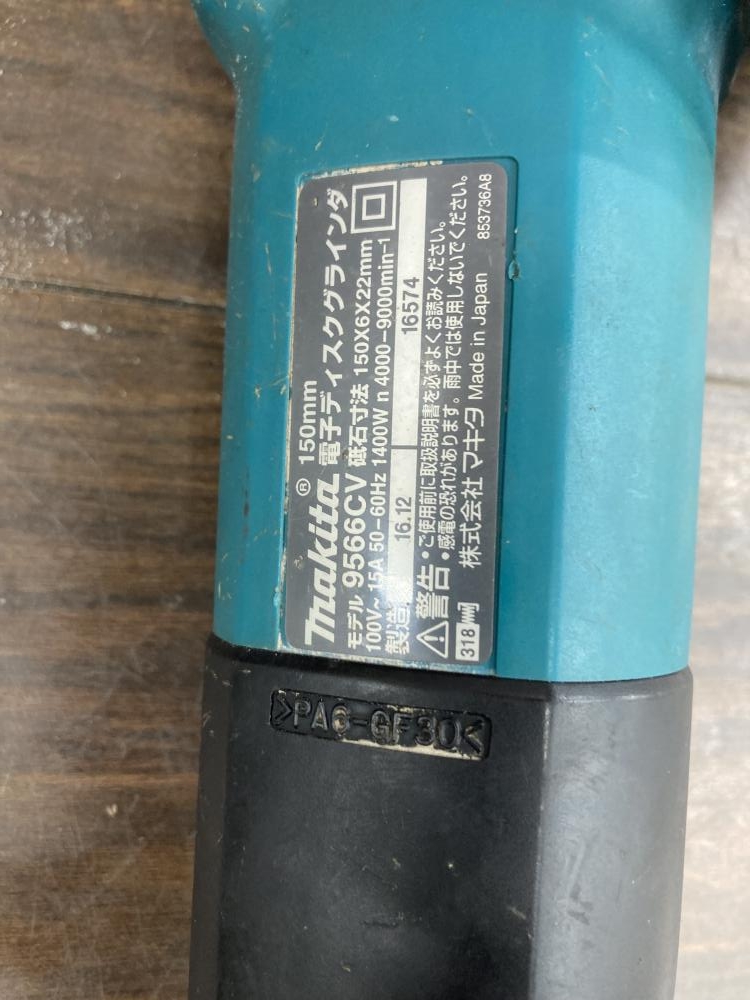 makita® 150mm
電子ディスクグラインダ
モデル 9566CV 砥石寸法 150X6X22mm
100V~ 15A 50-60Hz 1400W n 4000-9000min-1
製造 16.12 16574
警告 •ご使用前に取扱説明書を必ずよくお読みください。
•感電の恐れがあります。雨中では使用しないでください。
318 株式会社 マキタ Made in Japan 853736A8
>PA6-GF30<